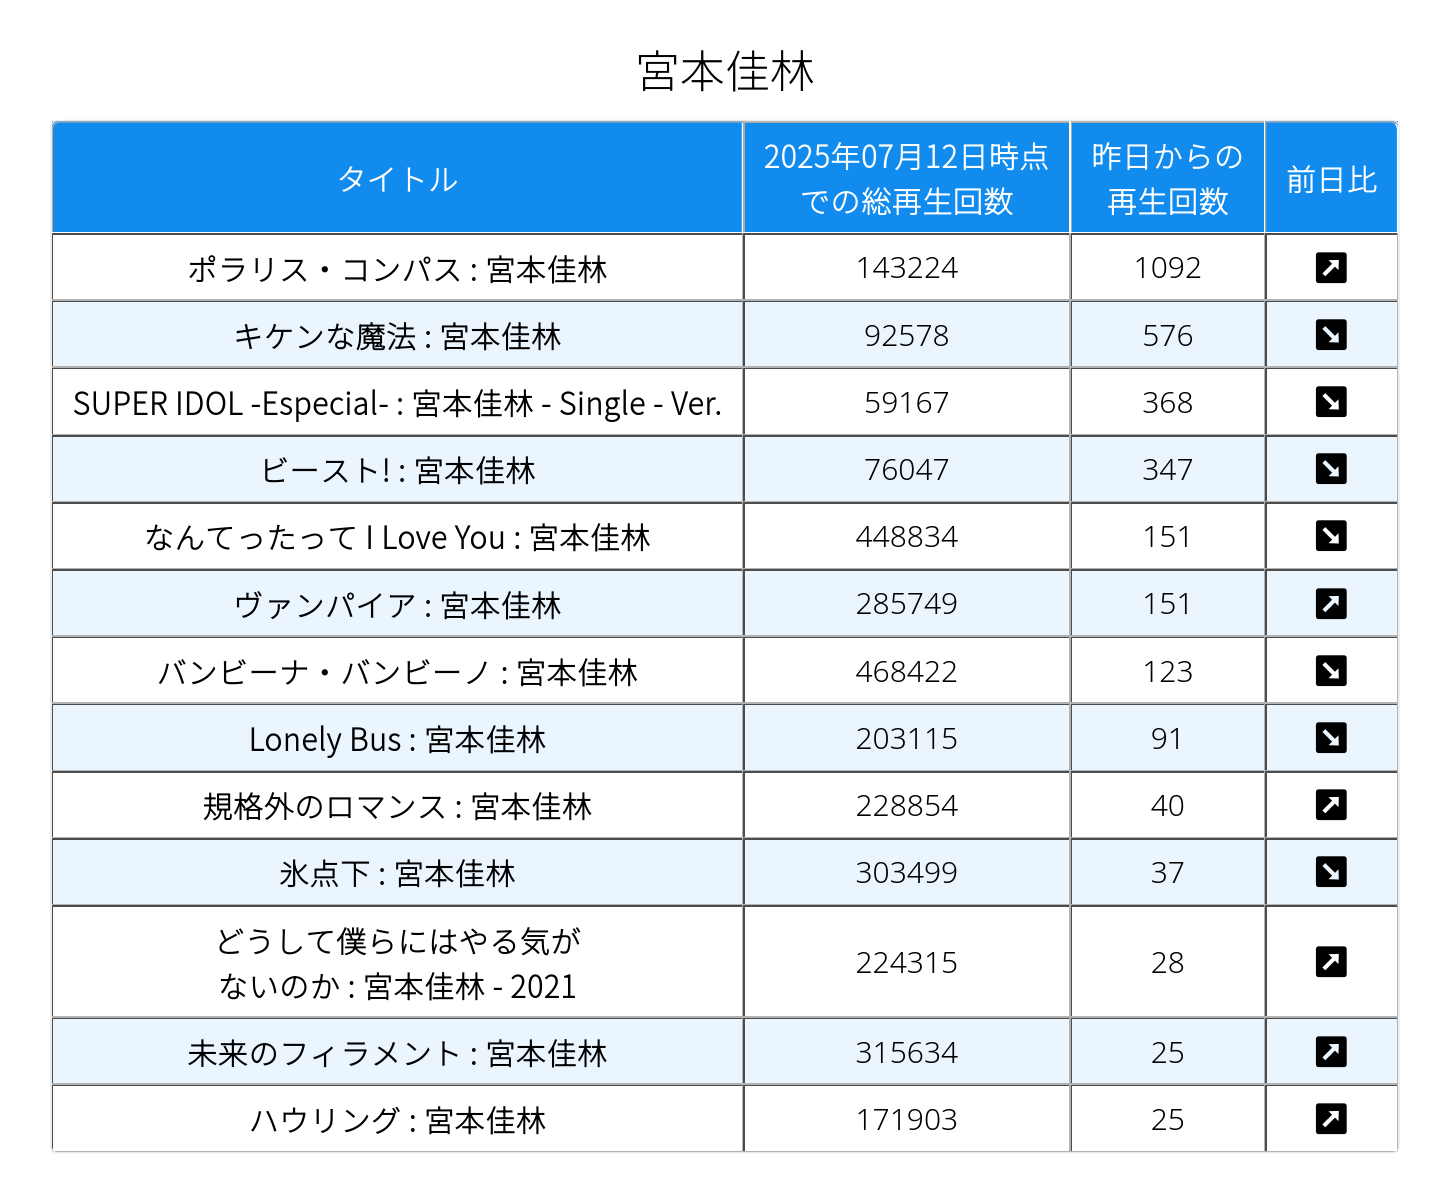 宮本佳林
タイトル
2025年07月12日時点
での総再生回数
昨日からの
再生回数
前日比
ポラリス・コンパス : 宮本佳林 143224 1092
キケンな魔法 : 宮本佳林 92578 576
SUPER IDOL -Especial- : 宮本佳林 - Single - Ver. 59167 368
ビースト! : 宮本佳林 76047 347
なんてったって I Love You : 宮本佳林 448834 151
ヴァンパイア : 宮本佳林 285749 151
バンビーナ・バンビーノ : 宮本佳林 468422 123
Lonely Bus : 宮本佳林 203115 91
規格外のロマンス : 宮本佳林 228854 40
氷点下 : 宮本佳林 303499 37
どうして僕らにはやる気が
ないのか : 宮本佳林 - 2021 224315 28
未来のフィラメント : 宮本佳林 315634 25
ハウリング : 宮本佳林 171903 25